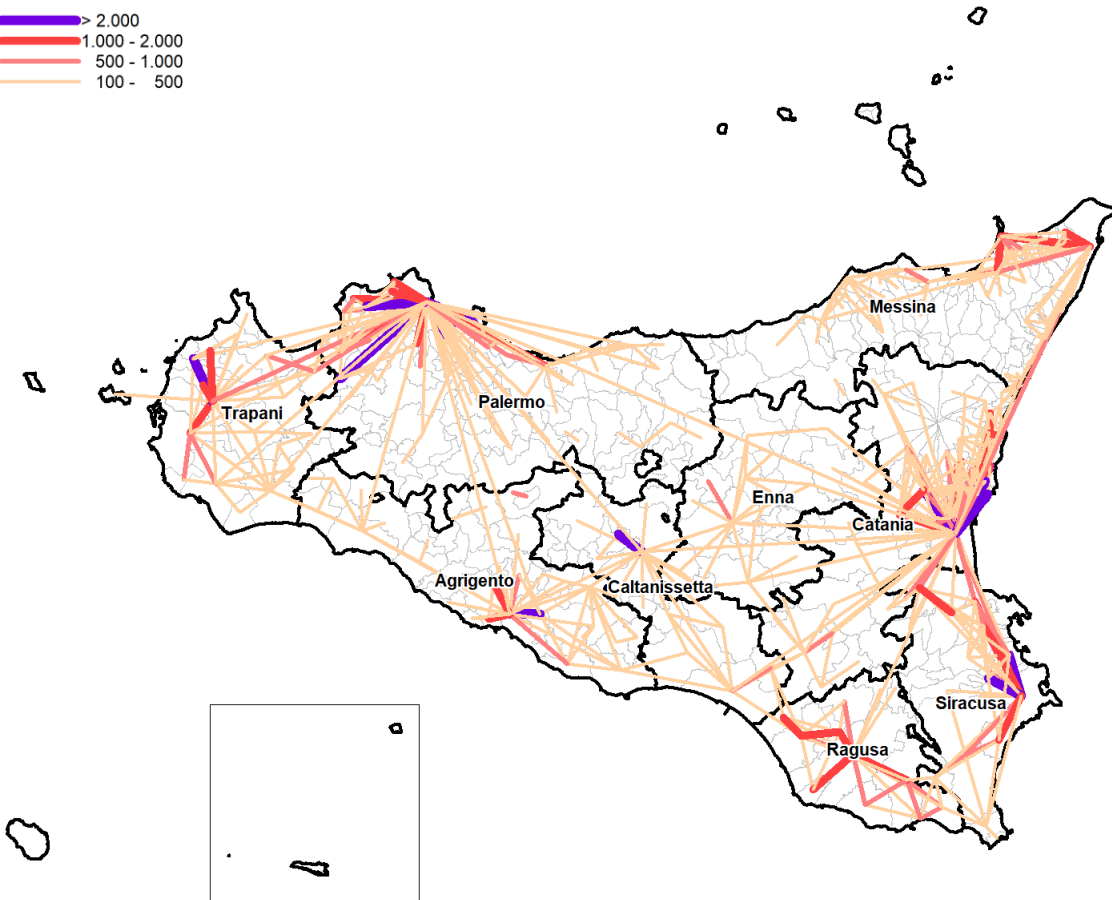 > 2.000
1.000 - 2.000
500 - 1.000
100 - 500
Messina
Palermo
Trapani
Enna
Catania
Agrigento
Caltanissetta
Siracusa
Ragusa